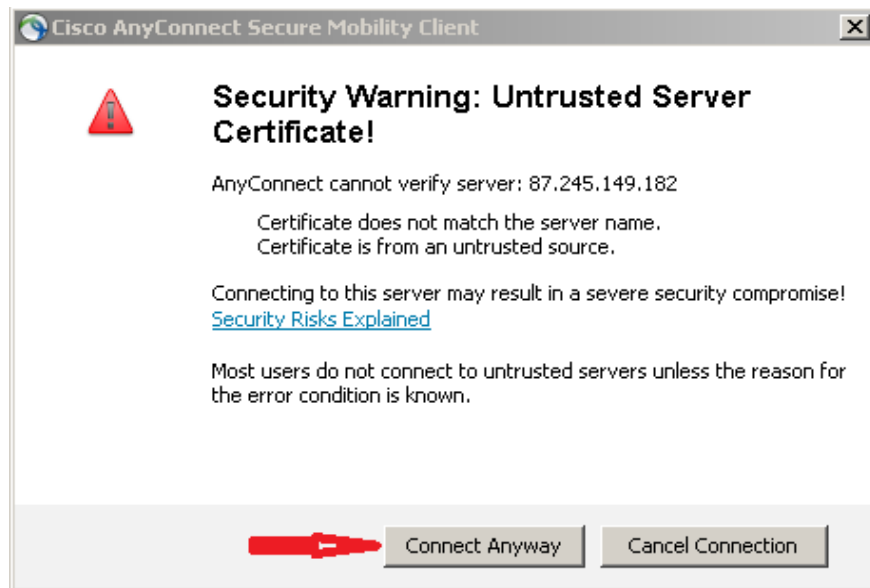 Cisco AnyConnect Secure Mobility Client
Security Warning: Untrusted Server
Certificate!
AnyConnect cannot verify server: 87.245.149.182
Certificate does not match the server name.
Certificate is from an untrusted source.
Connecting to this server may result in a severe security compromise!
Security Risks Explained
Most users do not connect to untrusted servers unless the reason for
the error condition is known.
Connect Anyway
Cancel Connection